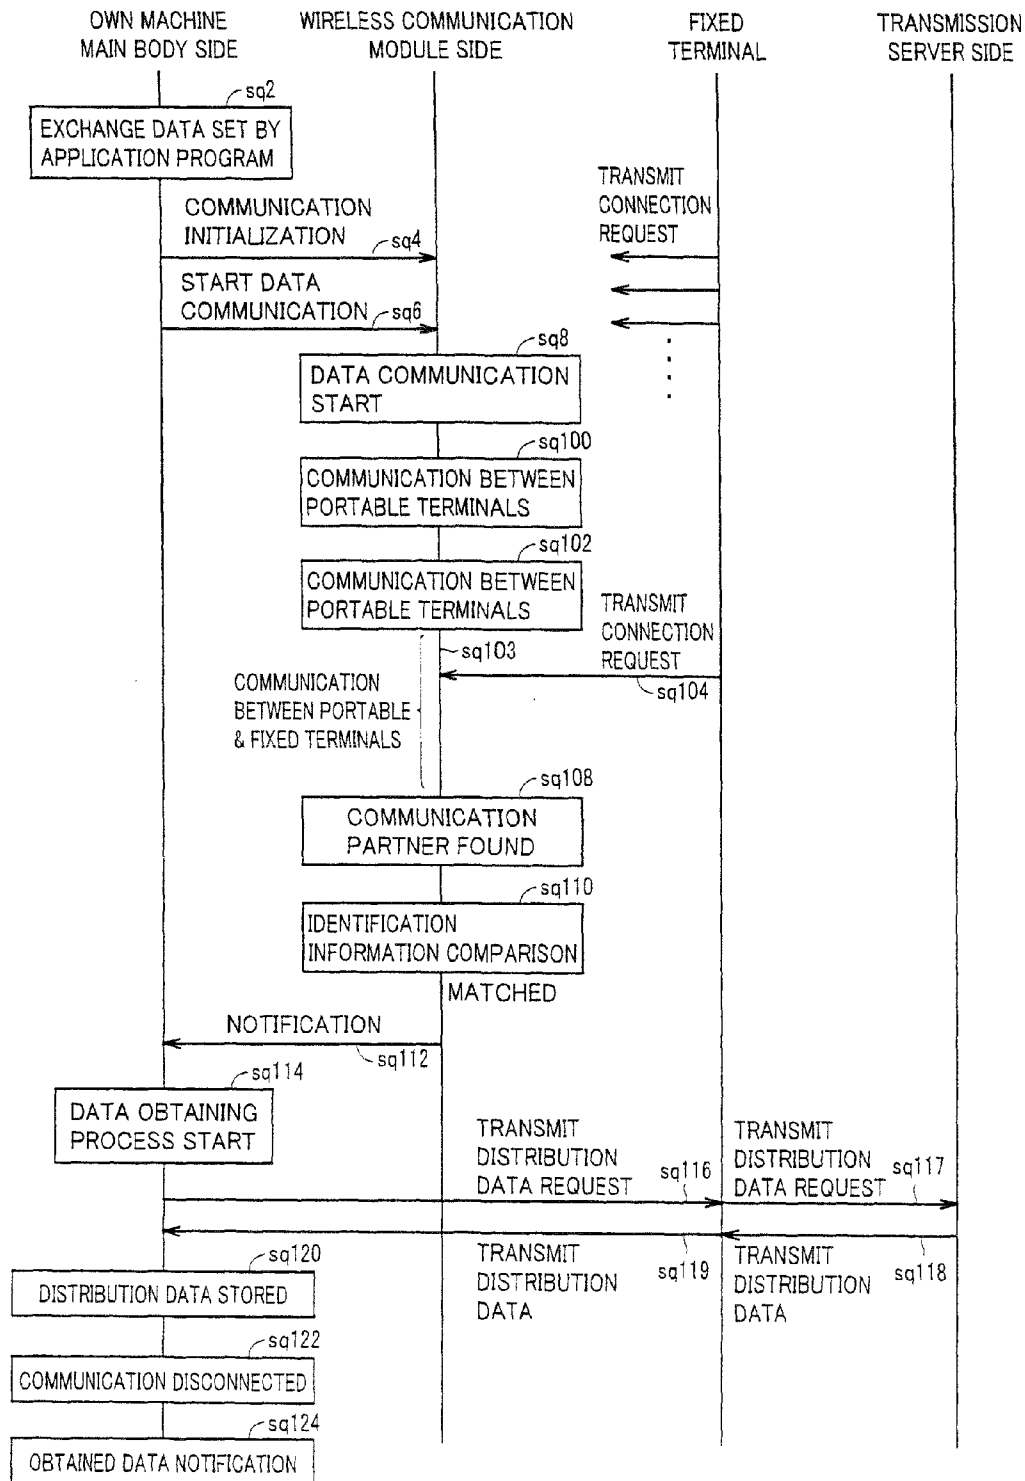 OWN MACHINE
MAIN BODY SIDE
WIRELESS COMMUNICATION
MODULE SIDE
FIXED
TERMINAL
TRANSMISSION
SERVER SIDE
sq2
EXCHANGE DATA SET BY
APPLICATION PROGRAM
TRANSMIT
CONNECTION
REQUEST
COMMUNICATION
INITIALIZATION
sq4
START DATA
COMMUNICATION
sq6
sq8
DATA COMMUNICATION
START
sq100
COMMUNICATION BETWEEN
PORTABLE TERMINALS
sq102
COMMUNICATION BETWEEN
PORTABLE TERMINALS
TRANSMIT
CONNECTION
REQUEST
sq103
sq104
COMMUNICATION
BETWEEN PORTABLE
& FIXED TERMINALS
sq108
COMMUNICATION
PARTNER FOUND
sq110
IDENTIFICATION
INFORMATION COMPARISON
MATCHED
NOTIFICATION
sq112
sq114
DATA OBTAINING
PROCESS START
TRANSMIT
DISTRIBUTION
DATA REQUEST
sq116
TRANSMIT
DISTRIBUTION
DATA REQUEST
sq117
TRANSMIT
DISTRIBUTION
DATA
sq119
TRANSMIT
DISTRIBUTION
DATA
sq118
sq120
DISTRIBUTION DATA STORED
sq122
COMMUNICATION DISCONNECTED
sq124
OBTAINED DATA NOTIFICATION